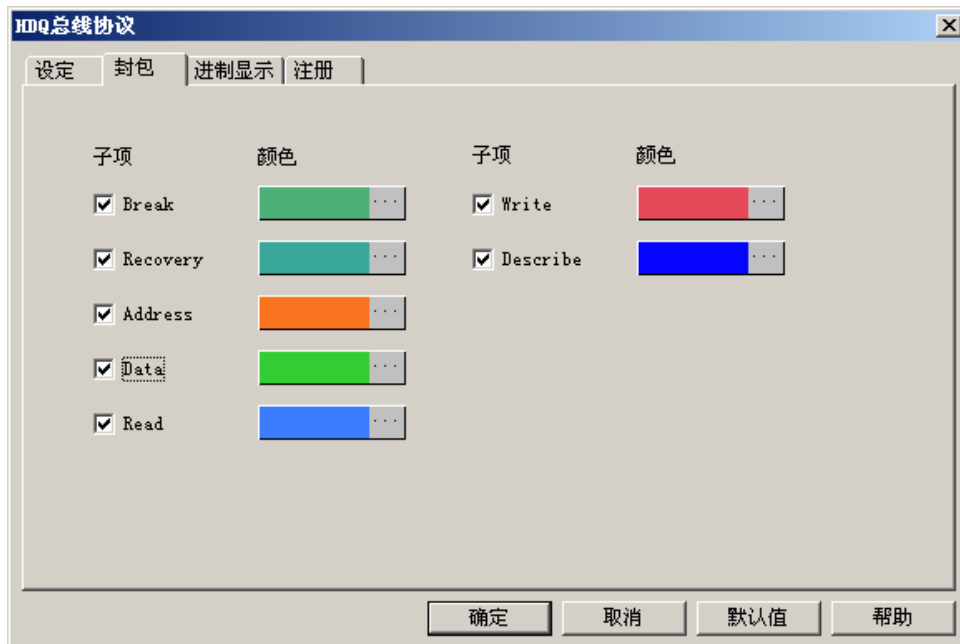 HDQ总线协议
设定 封包 进制显示 注册
子项 颜色 子项 颜色
Break ... Write ...
Recovery ... Describe ...
Address ...
Data ...
Read ...
确定 取消 默认值 帮助